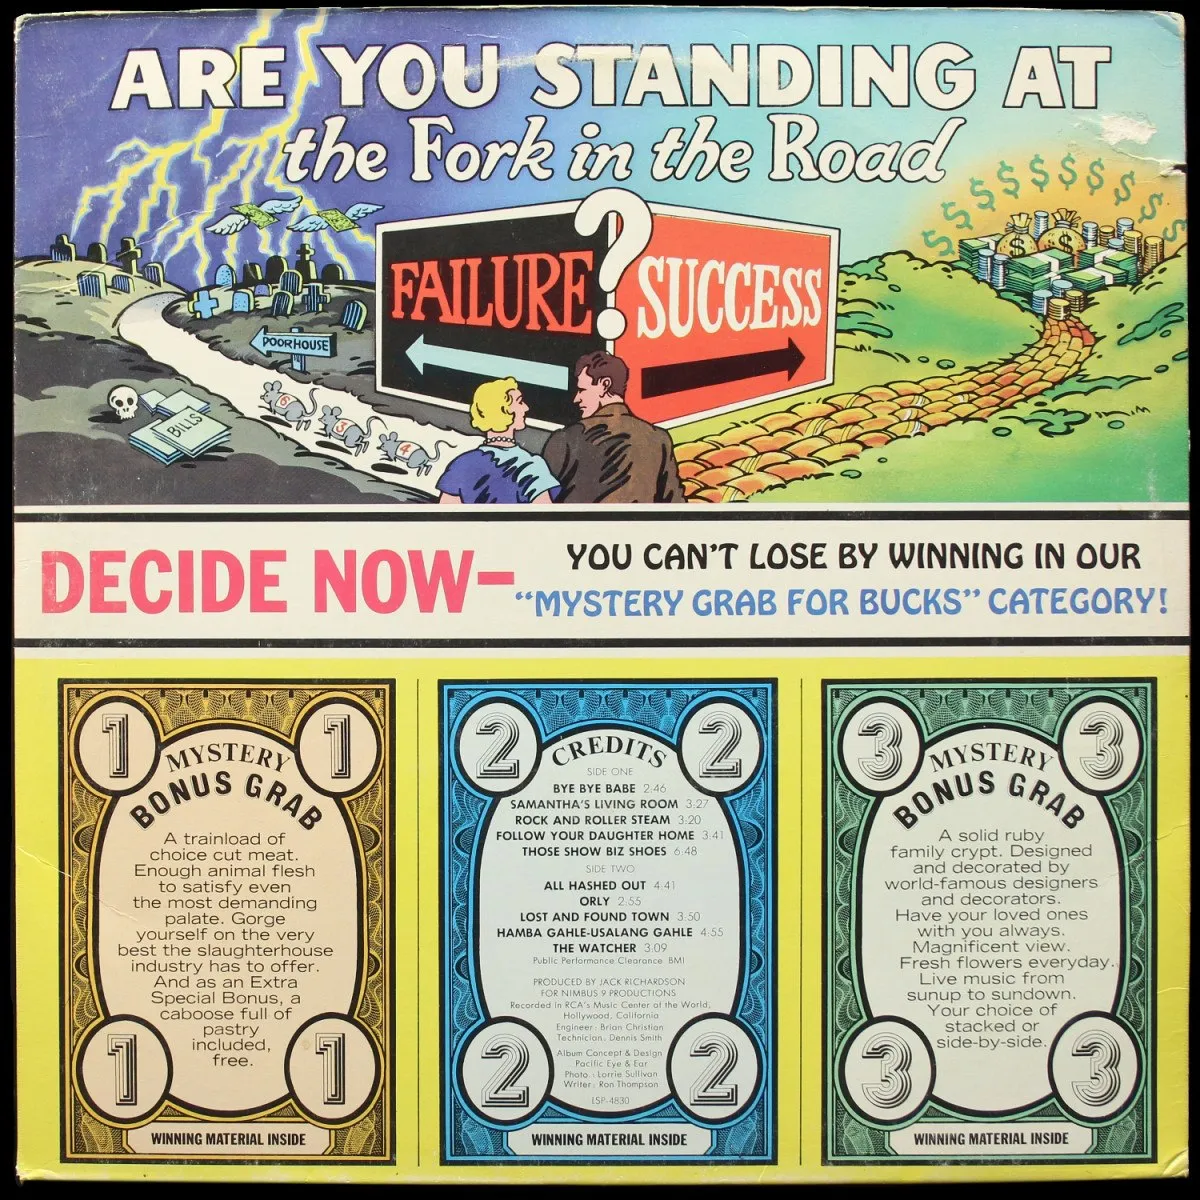 ARE YOU STANDING AT
the Fork in the Road
?
FAILURE
SUCCESS
$ $ $ $ $ $ $ $ $
$ $
POORHOUSE
BILLS
6
3
4
DECIDE NOW—
YOU CAN'T LOSE BY WINNING IN OUR
"MYSTERY GRAB FOR BUCKS" CATEGORY!
1 1
MYSTERY
BONUS GRAB
A trainload of
choice cut meat.
Enough animal flesh
to satisfy even
the most demanding
palate. Gorge
yourself on the very
best the slaughterhouse
industry has to offer.
And as an Extra
Special Bonus, a
caboose full of
pastry
included,
free.
1 1
WINNING MATERIAL INSIDE
2 2
CREDITS
SIDE ONE
BYE BYE BABE 2:46
SAMANTHA'S LIVING ROOM 3:27
ROCK AND ROLLER STEAM 3:20
FOLLOW YOUR DAUGHTER HOME 3:41
THOSE SHOW BIZ SHOES 6:48
SIDE TWO
ALL HASHED OUT 4:41
ORLY 2:55
LOST AND FOUND TOWN 3:50
HAMBA GAHLE-USALANG GAHLE 4:55
THE WATCHER 3:09
Public Performance Clearance BMI
PRODUCED BY JACK RICHARDSON
FOR NIMBUS 9 PRODUCTIONS
Recorded in RCA's Music Center of the World,
Hollywood, California
Engineer: Brian Christian
Technician: Dennis Smith
Album Concept & Design
Pacific Eye & Ear
Photo: Lorrie Sullivan
Writer: Ron Thompson
LSP-4830
2 2
WINNING MATERIAL INSIDE
3 3
MYSTERY
BONUS GRAB
A solid ruby
family crypt. Designed
and decorated by
world-famous designers
and decorators.
Have your loved ones
with you always.
Magnificent view.
Fresh flowers everyday.
Live music from
sunup to sundown.
Your choice of
stacked or
side-by-side.
3 3
WINNING MATERIAL INSIDE